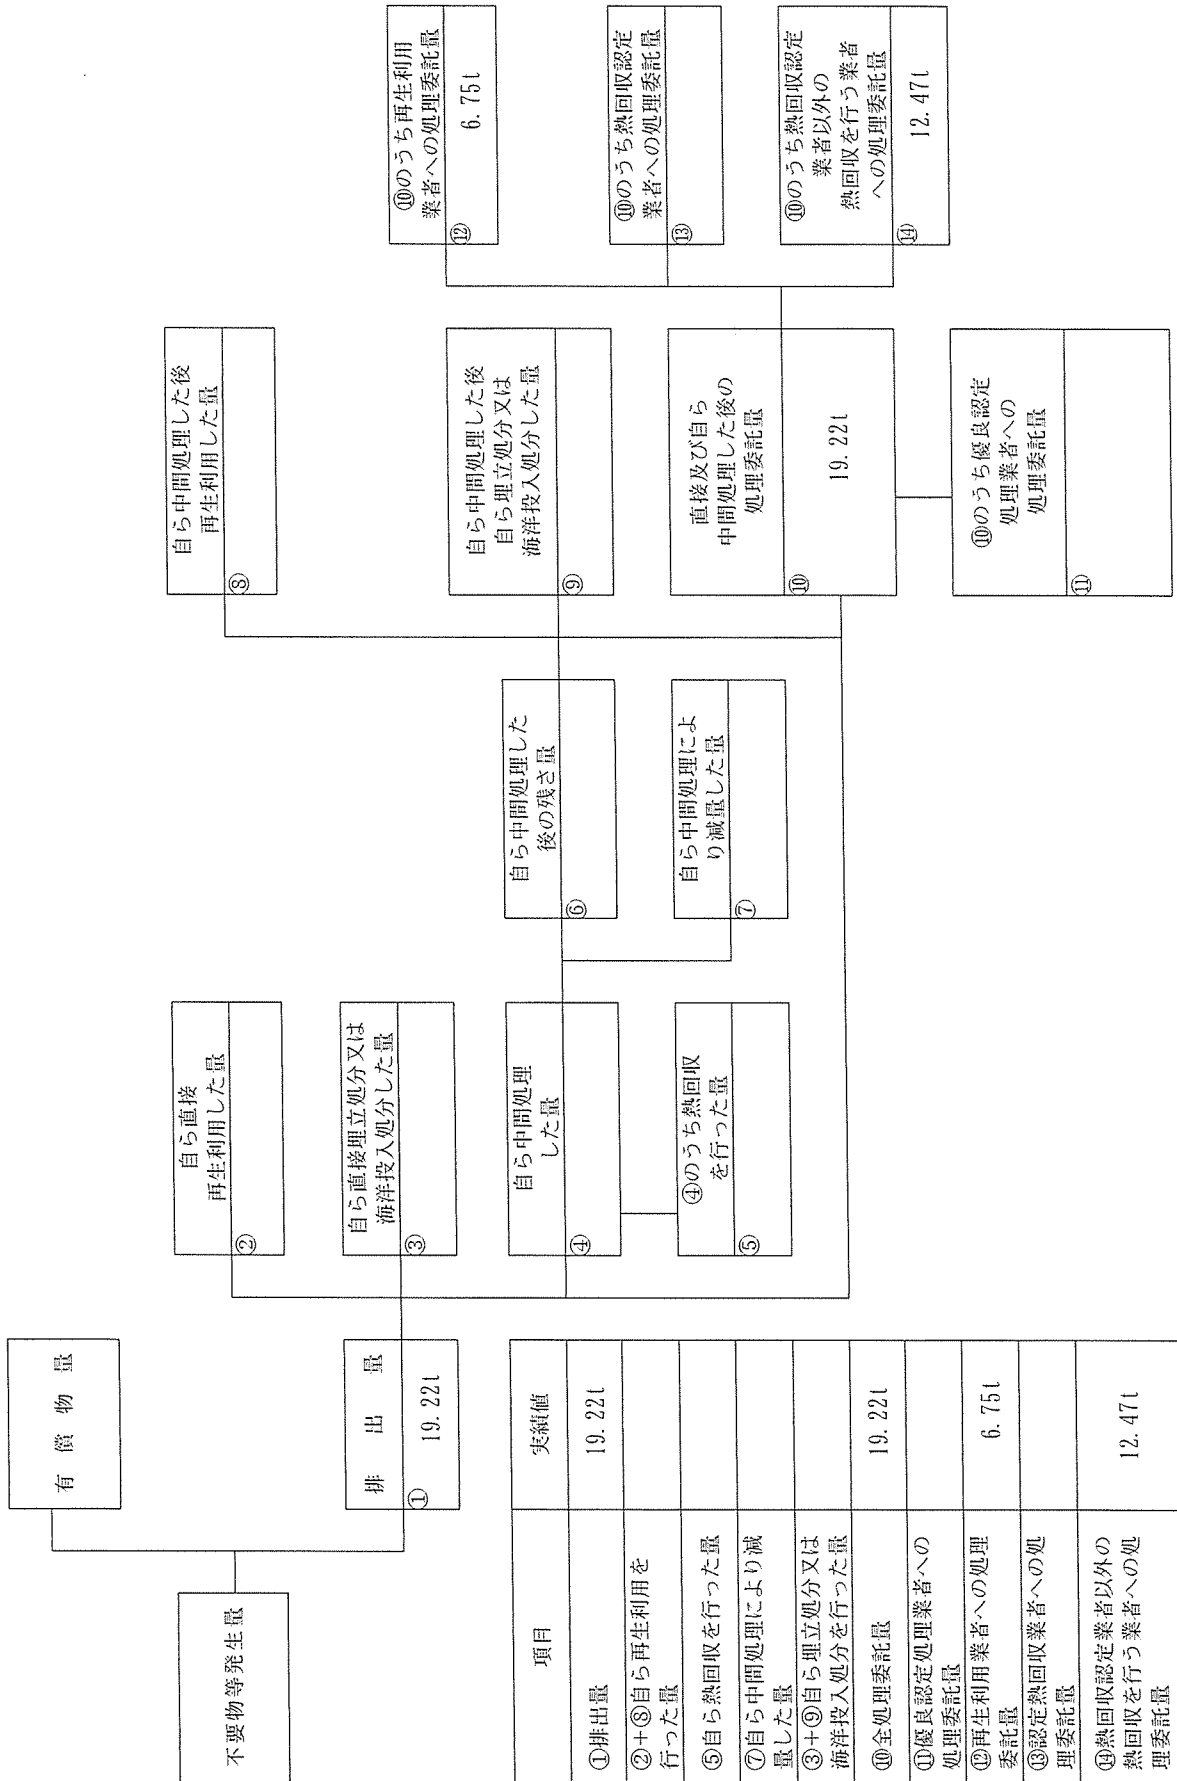 不要物等発生量
有償物量
排出量
①
19.22t
自ら直接
再生利用した量
②
自ら直接埋立処分又は
海洋投入処分した量
③
自ら中間処理
した量
④
④のうち熱回収
を行った量
⑤
自ら中間処理した
後の残さ量
⑥
自ら中間処理によ
り減量した量
⑦
自ら中間処理した後
再生利用した量
⑧
自ら中間処理した後
自ら埋立処分又は
海洋投入処分した量
⑨
直接及び自ら
中間処理した後の
処理委託量
⑩
19.22t
⑩のうち優良認定
処理業者への
処理委託量
⑪
⑩のうち再生利用
業者への処理委託量
⑫
6.75t
⑩のうち熱回収認定
業者への処理委託量
⑬
⑩のうち熱回収認定
業者以外の
熱回収を行う業者
への処理委託量
⑭
12.47t
項目
実績値
①排出量
19.22t
②+⑧自ら再生利用を
行った量
⑤自ら熱回収を行った量
⑦自ら中間処理により減
量した量
③+⑨自ら埋立処分又は
海洋投入処分を行った量
⑩全処理委託量
19.22t
⑪優良認定処理業者への
処理委託量
⑫再生利用業者への処理
委託量
6.75t
⑬認定熱回収業者への処
理委託量
⑭熱回収認定業者以外の
熱回収を行う業者への処
理委託量
12.47t